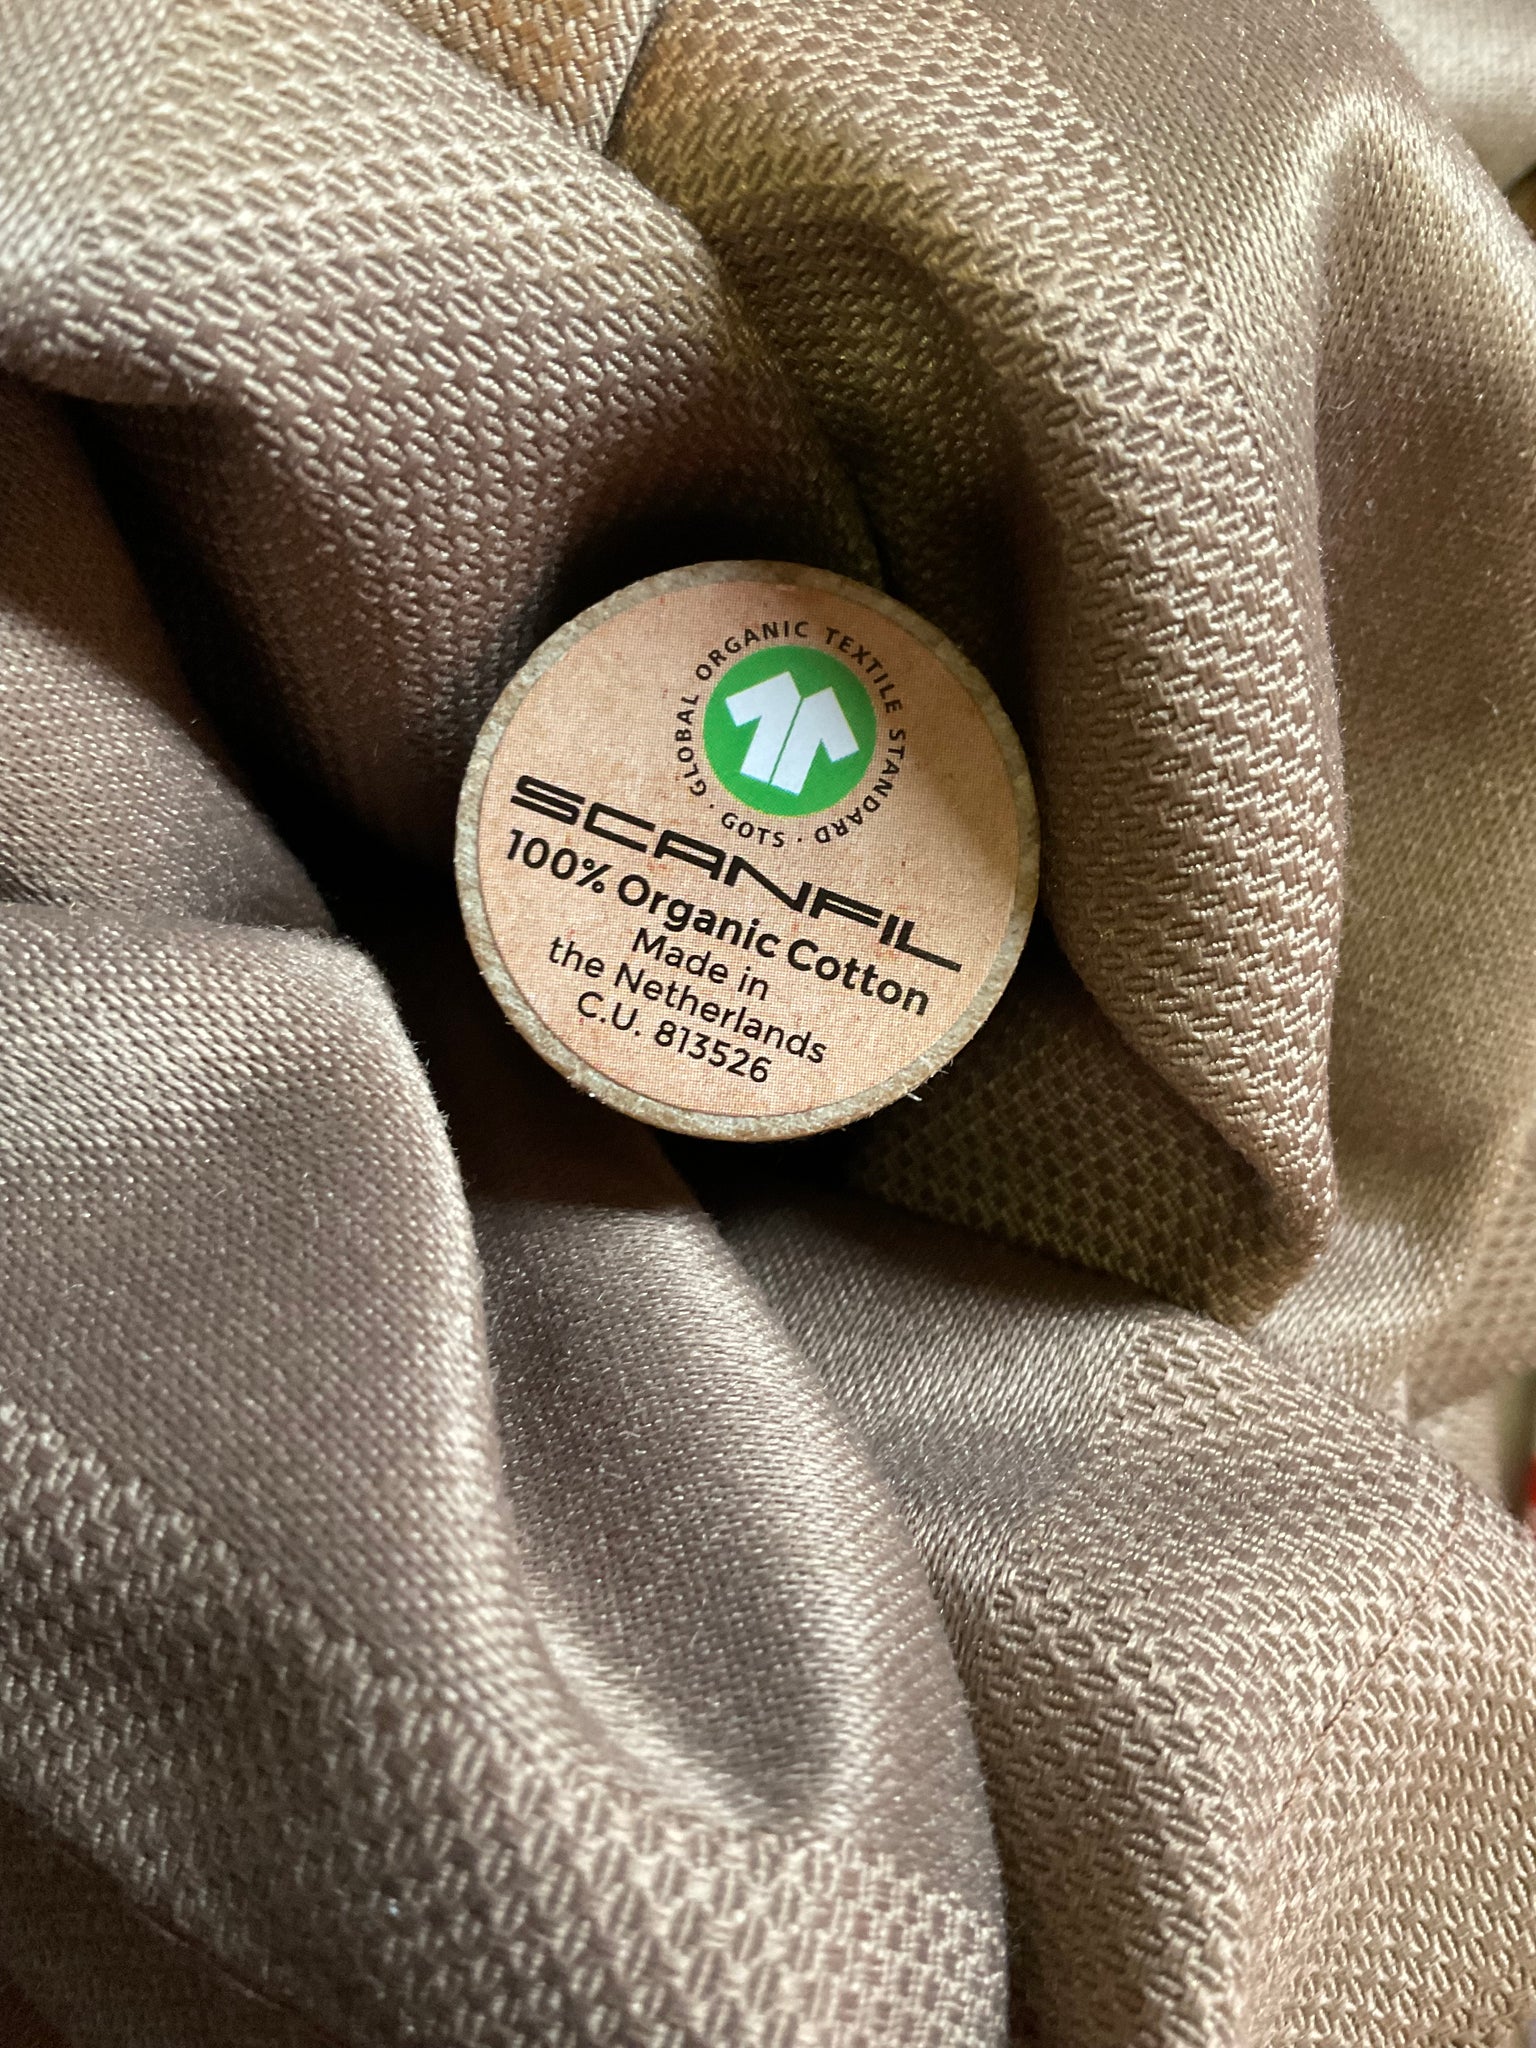 GLOBAL ORGANIC TEXTILE STANDARD · GOTS ·
SCANFIL
100% Organic Cotton
Made in
the Netherlands
C.U. 813526